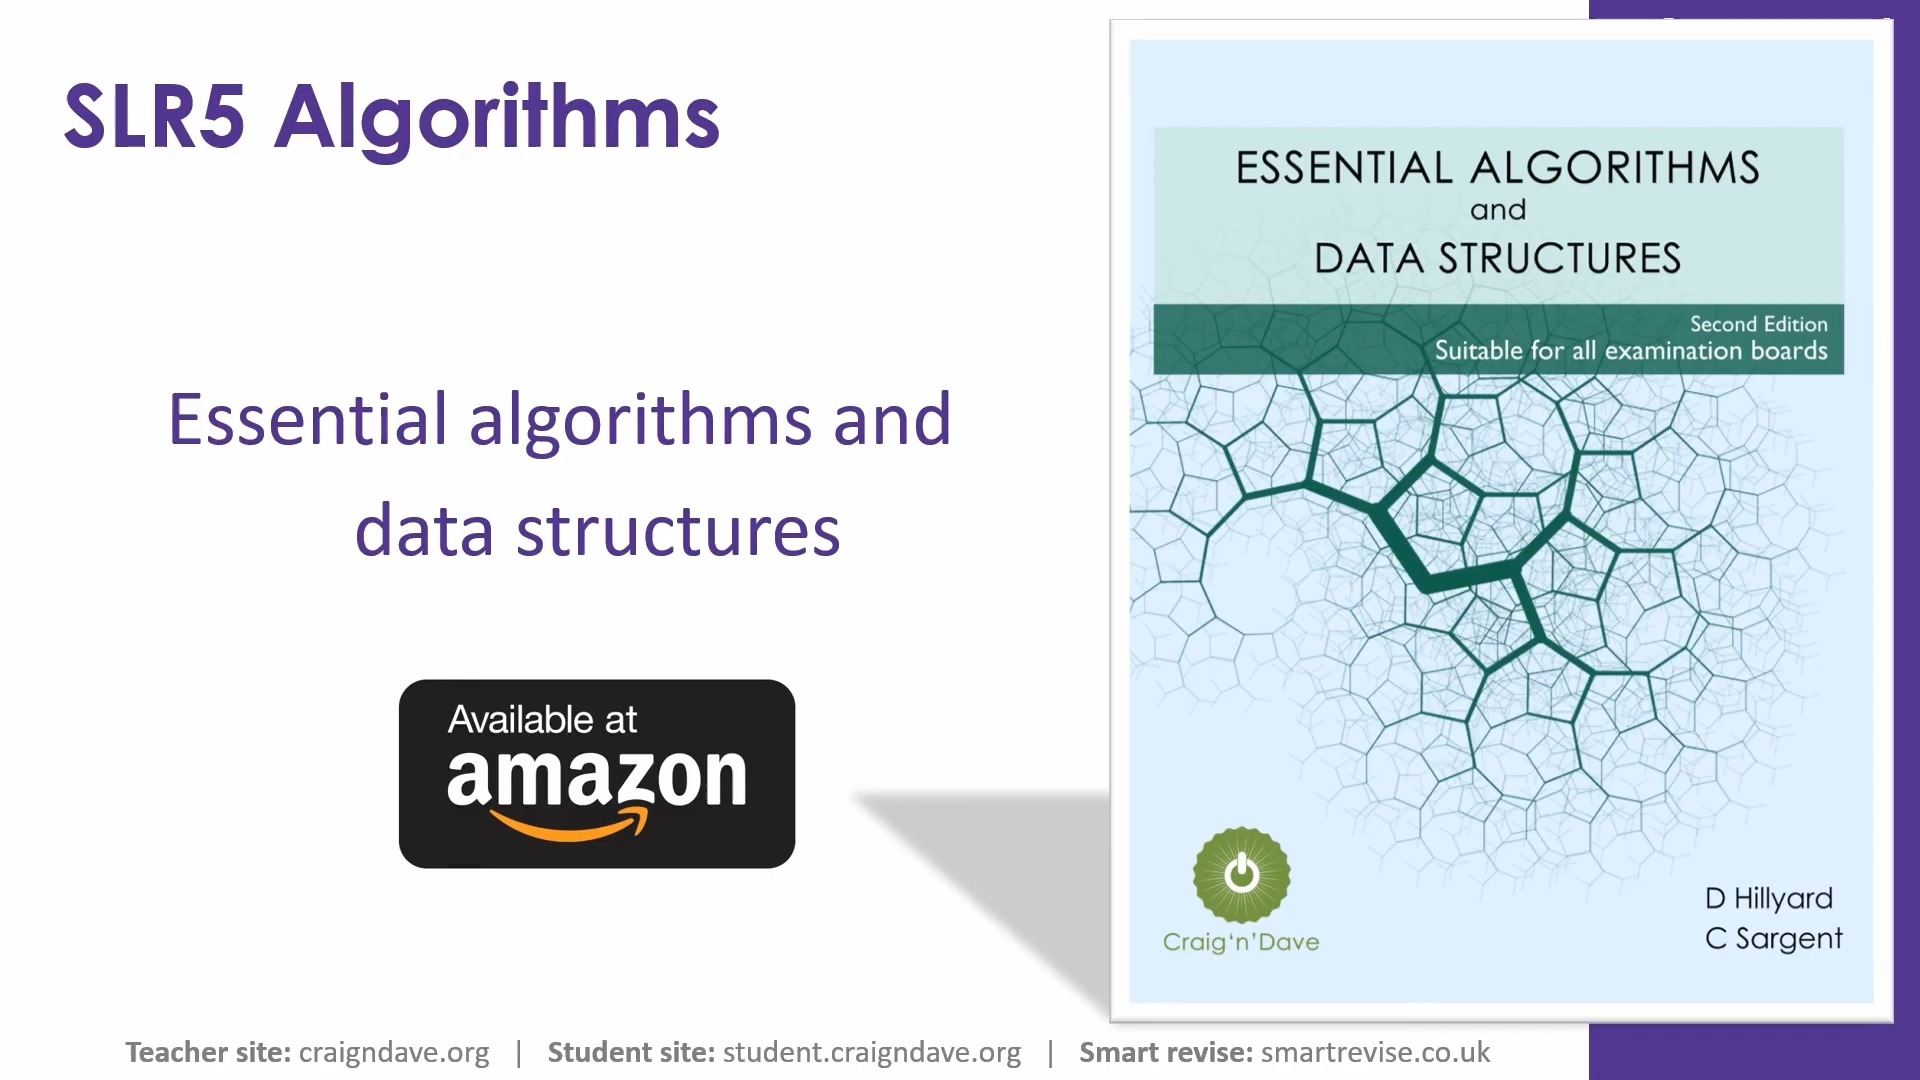 SLR5 Algorithms
Essential algorithms and
data structures
Available at
amazon
ESSENTIAL ALGORITHMS
and
DATA STRUCTURES
Second Edition
Suitable for all examination boards
Craig‘n’Dave
D Hillyard
C Sargent
Teacher site: craigndave.org | Student site: student.craigndave.org | Smart revise: smartrevise.co.uk